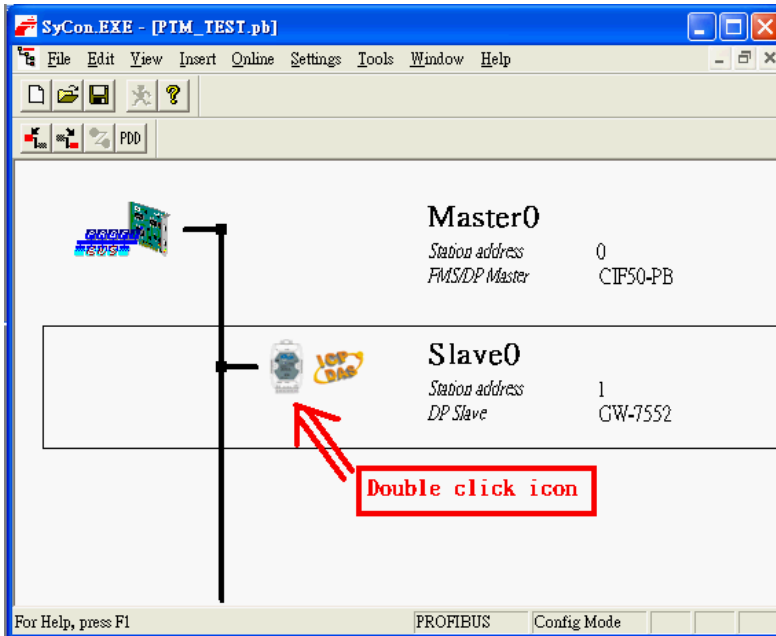 SyCon.EXE - [PTM_TEST.pb]
File Edit View Insert Online Settings Tools Window Help
PDD
Master0
Station address 0
FMS/DP Master CIF50-PB
ICP
DAS
Slave0
Station address 1
DP Slave GW-7552
Double click icon
For Help, press F1 PROFIBUS Config Mode